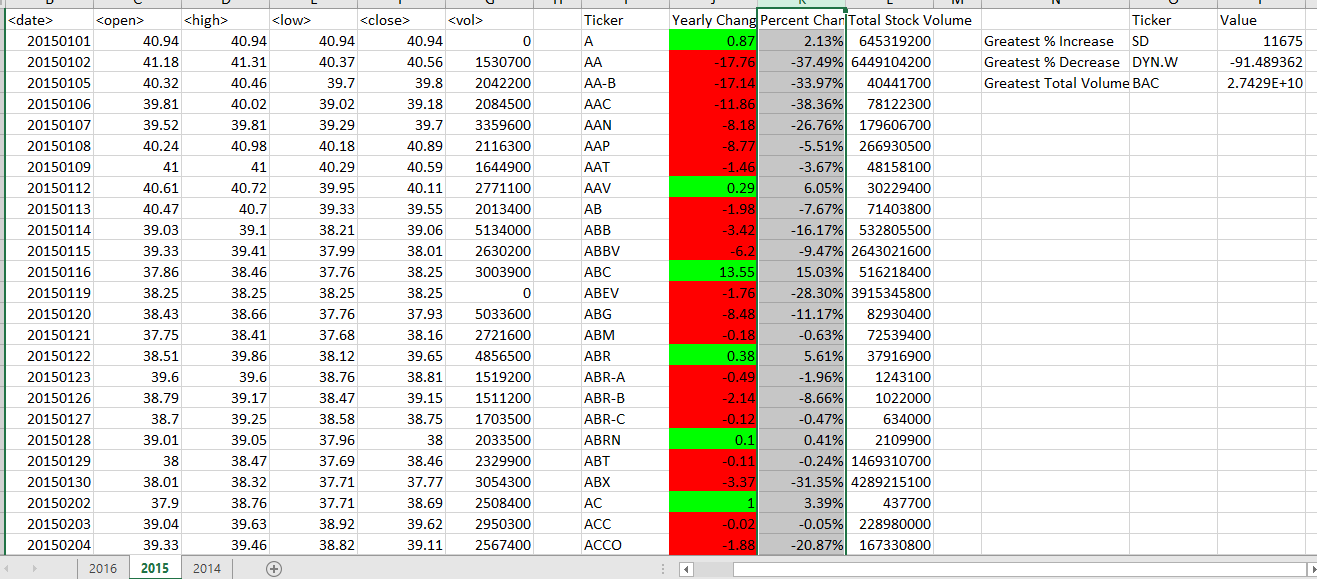 <date> <open> <high> <low> <close> <vol> Ticker Yearly Chang Percent Chan Total Stock Volume Ticker Value
20150101 40.94 40.94 40.94 40.94 0 A 0.87 2.13% 645319200 Greatest % Increase SD 11675
20150102 41.18 41.31 40.37 40.56 1530700 AA -17.76 -37.49% 6449104200 Greatest % Decrease DYN.W -91.489362
20150105 40.32 40.46 39.7 39.8 2042200 AA-B -17.14 -33.97% 40441700 Greatest Total Volume BAC 2.7429E+10
20150106 39.81 40.02 39.02 39.18 2084500 AAC -11.86 -38.36% 78122300
20150107 39.52 39.81 39.29 39.7 3359600 AAN -8.18 -26.76% 179606700
20150108 40.24 40.98 40.18 40.89 2116300 AAP -8.77 -5.51% 266930500
20150109 41 41 40.29 40.59 1644900 AAT -1.46 -3.67% 48158100
20150112 40.61 40.72 39.95 40.11 2771100 AAV 0.29 6.05% 30229400
20150113 40.47 40.7 39.33 39.55 2013400 AB -1.98 -7.67% 71403800
20150114 39.03 39.1 38.21 39.06 5134000 ABB -3.42 -16.17% 532805500
20150115 39.33 39.41 37.99 38.01 2630200 ABBV -6.2 -9.47% 2643021600
20150116 37.86 38.46 37.76 38.25 3003900 ABC 13.55 15.03% 516218400
20150119 38.25 38.25 38.25 38.25 0 ABEV -1.76 -28.30% 3915345800
20150120 38.43 38.66 37.76 37.93 5033600 ABG -8.48 -11.17% 82930400
20150121 37.75 38.41 37.68 38.16 2721600 ABM -0.18 -0.63% 72539400
20150122 38.51 39.86 38.12 39.65 4856500 ABR 0.38 5.61% 37916900
20150123 39.6 39.6 38.76 38.81 1519200 ABR-A -0.49 -1.96% 1243100
20150126 38.79 39.17 38.47 39.15 1511200 ABR-B -2.14 -8.66% 1022000
20150127 38.7 39.25 38.58 38.75 1703500 ABR-C -0.12 -0.47% 634000
20150128 39.01 39.05 37.96 38 2033500 ABRN 0.1 0.41% 2109900
20150129 38 38.47 37.69 38.46 2329900 ABT -0.11 -0.24% 1469310700
20150130 38.01 38.32 37.71 37.77 3054300 ABX -3.37 -31.35% 4289215100
20150202 37.9 38.76 37.71 38.69 2508400 AC 1 3.39% 437700
20150203 39.04 39.63 38.92 39.62 2950300 ACC -0.02 -0.05% 228980000
20150204 39.33 39.46 38.82 39.11 2567400 ACCO -1.88 -20.87% 167330800
2016 2015 2014